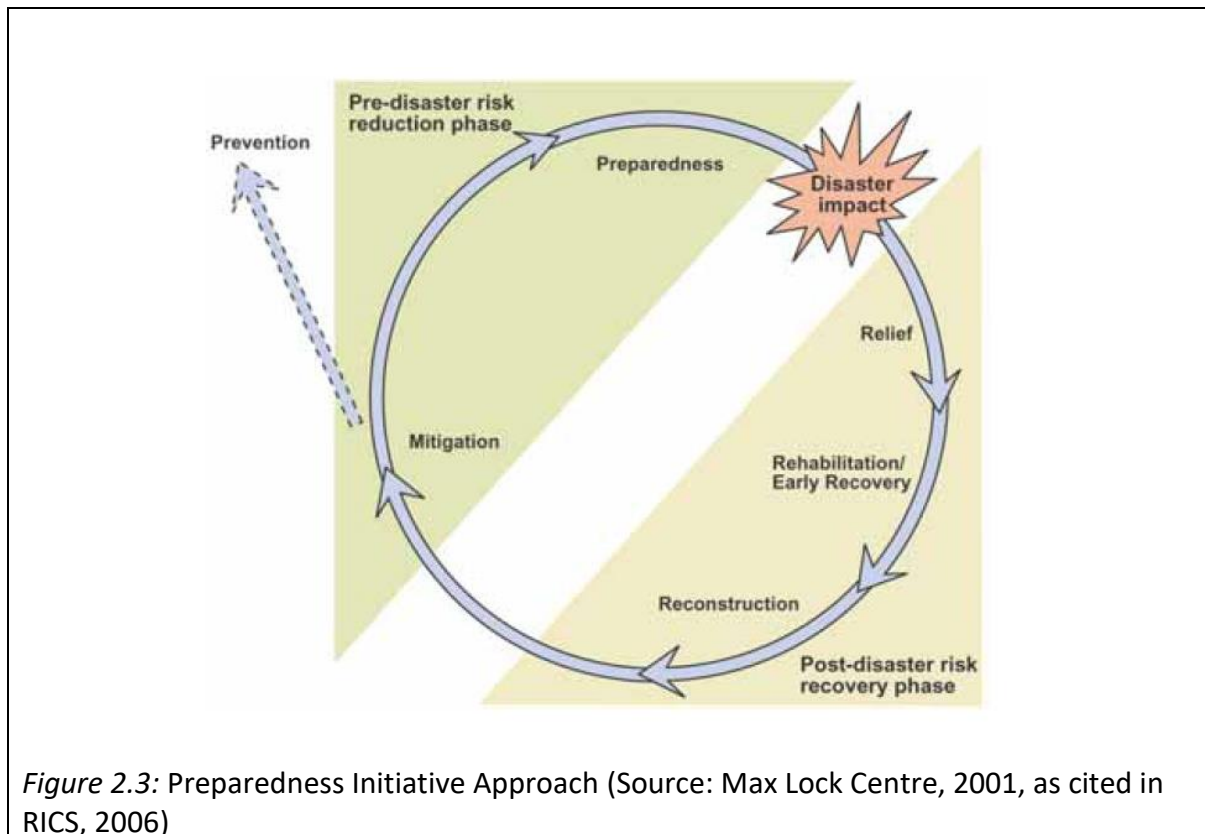 Pre-disaster risk
reduction phase
Prevention
Preparedness
Disaster
impact
Relief
Mitigation
Rehabilitation/
Early Recovery
Reconstruction
Post-disaster risk
recovery phase
Figure 2.3: Preparedness Initiative Approach (Source: Max Lock Centre, 2001, as cited in
RICS, 2006)